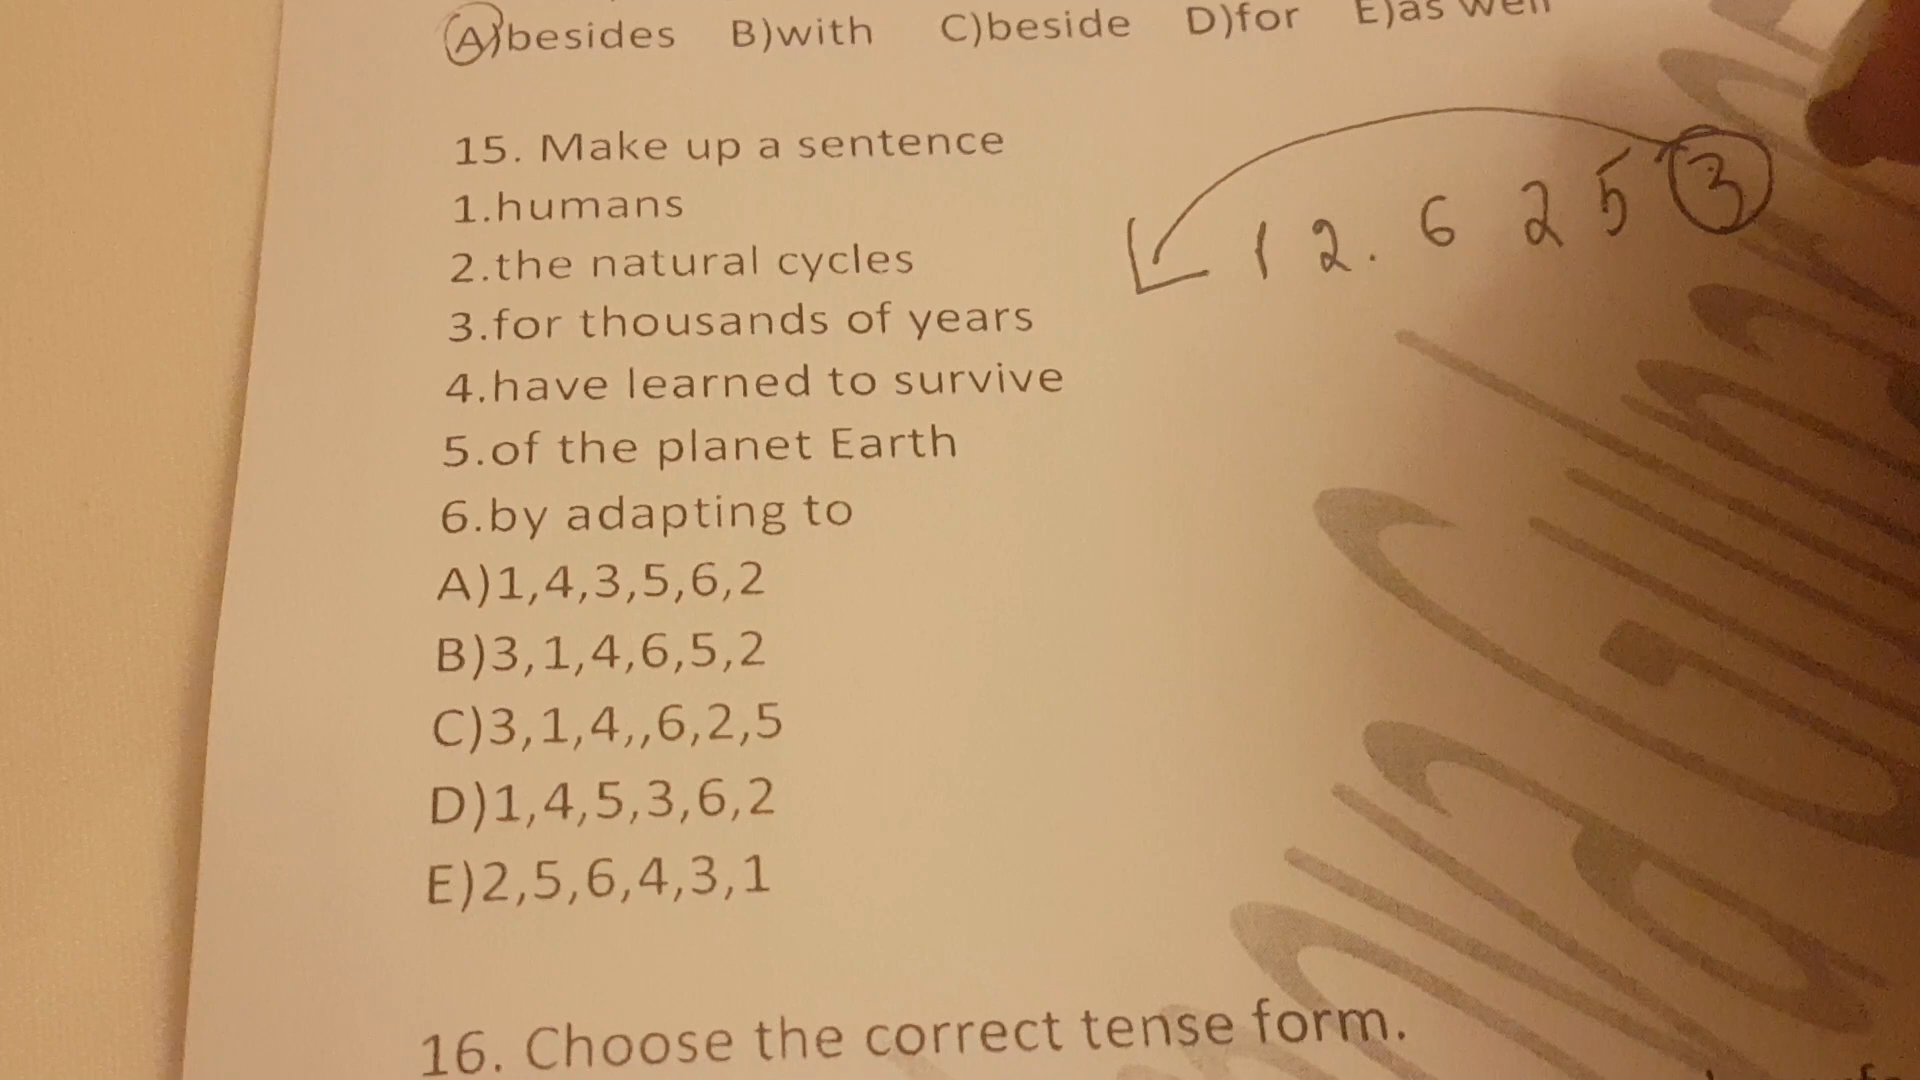 A)besides B)with C)beside D)for E)as well
15. Make up a sentence
1.humans
2.the natural cycles
3.for thousands of years
4.have learned to survive
5.of the planet Earth
6.by adapting to
1 2. 6 2 5 3
A)1,4,3,5,6,2
B)3,1,4,6,5,2
C)3,1,4,,6,2,5
D)1,4,5,3,6,2
E)2,5,6,4,3,1
16. Choose the correct tense form.